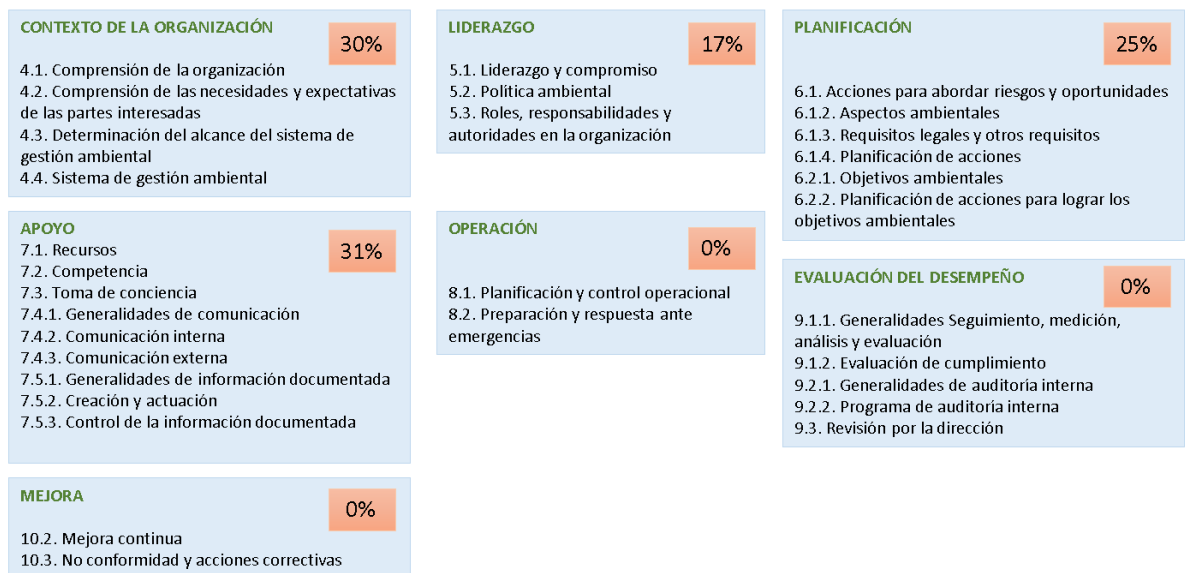 CONTEXTO DE LA ORGANIZACIÓN
30%
4.1. Comprensión de la organización
4.2. Comprensión de las necesidades y expectativas
de las partes interesadas
4.3. Determinación del alcance del sistema de
gestión ambiental
4.4. Sistema de gestión ambiental
LIDERAZGO
17%
5.1. Liderazgo y compromiso
5.2. Política ambiental
5.3. Roles, responsabilidades y
autoridades en la organización
PLANIFICACIÓN
25%
6.1. Acciones para abordar riesgos y oportunidades
6.1.2. Aspectos ambientales
6.1.3. Requisitos legales y otros requisitos
6.1.4. Planificación de acciones
6.2.1. Objetivos ambientales
6.2.2. Planificación de acciones para lograr los
objetivos ambientales
APOYO
31%
7.1. Recursos
7.2. Competencia
7.3. Toma de conciencia
7.4.1. Generalidades de comunicación
7.4.2. Comunicación interna
7.4.3. Comunicación externa
7.5.1. Generalidades de información documentada
7.5.2. Creación y actuación
7.5.3. Control de la información documentada
OPERACIÓN
0%
8.1. Planificación y control operacional
8.2. Preparación y respuesta ante
emergencias
EVALUACIÓN DEL DESEMPEÑO
0%
9.1.1. Generalidades Seguimiento, medición,
análisis y evaluación
9.1.2. Evaluación de cumplimiento
9.2.1. Generalidades de auditoría interna
9.2.2. Programa de auditoría interna
9.3. Revisión por la dirección
MEJORA
0%
10.2. Mejora continua
10.3. No conformidad y acciones correctivas